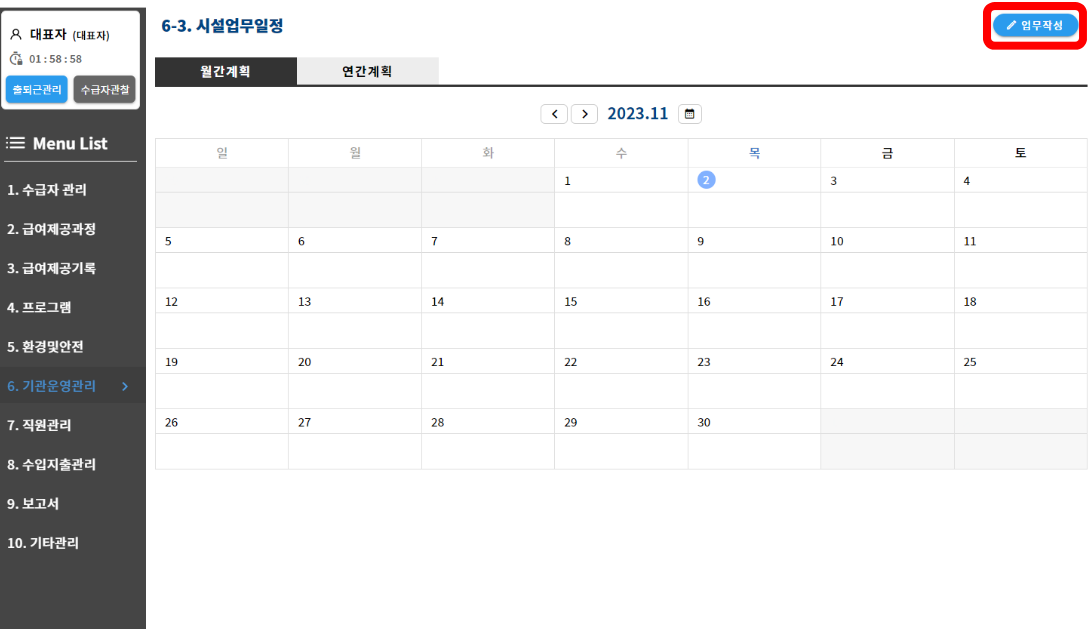 대표자 (대표자)
01 : 58 : 58
출퇴근관리 수급자관찰
Menu List
1. 수급자 관리
2. 급여제공과정
3. 급여제공기록
4. 프로그램
5. 환경및안전
6. 기관운영관리
7. 직원관리
8. 수입지출관리
9. 보고서
10. 기타관리
6-3. 시설업무일정
업무작성
월간계획 연간계획
2023.11
일 월 화 수 목 금 토
1 2 3 4
5 6 7 8 9 10 11
12 13 14 15 16 17 18
19 20 21 22 23 24 25
26 27 28 29 30